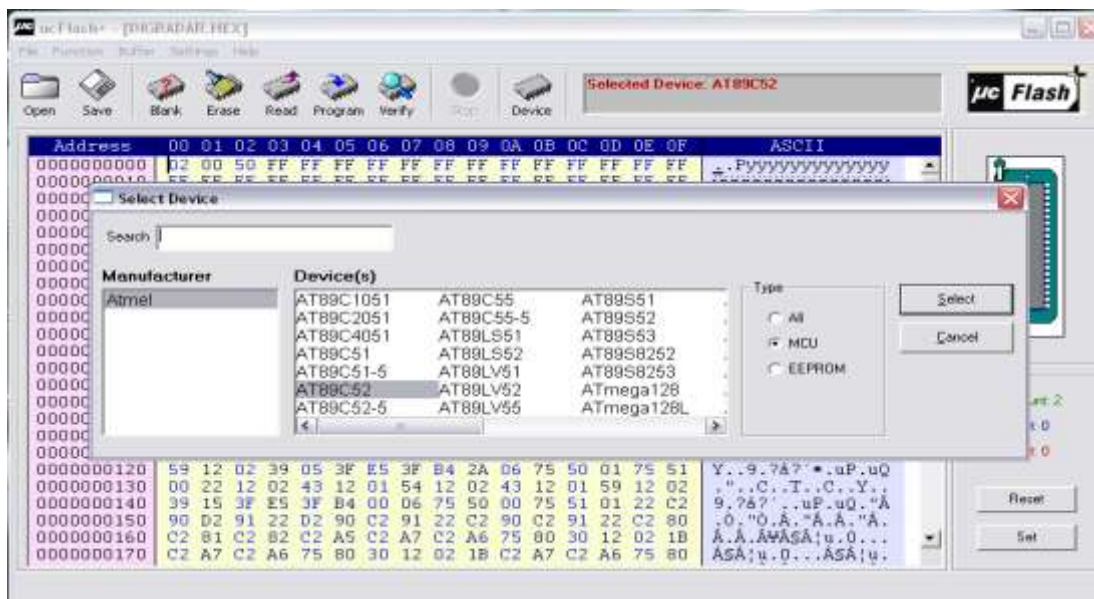 ucFlash+ - [DIGRADAR.HEX]
File Function Buffer Settings Help
Open Save Blank Erase Read Program Verify Stop Device
Selected Device: AT89C52
µc Flash
Address 00 01 02 03 04 05 06 07 08 09 0A 0B 0C 0D 0E 0F ASCII
0000000000 02 00 50 FF FF FF FF FF FF FF FF FF FF FF FF FF
Select Device
Search
Manufacturer
Atmel
Device(s)
AT89C1051 AT89C55 AT89S51
AT89C2051 AT89C55-5 AT89S52
AT89C4051 AT89LS51 AT89S53
AT89C51 AT89LS52 AT89S8252
AT89C51-5 AT89LV51 AT89S8253
AT89C52 AT89LV52 ATmega128
AT89C52-5 AT89LV55 ATmega128L
Type
All
MCU
EEPROM
Select
Cancel
0000000120 59 12 02 39 05 3F E5 3F B4 2A 06 75 50 01 75 51
0000000130 00 22 12 02 43 12 01 54 12 02 43 12 01 59 12 02
0000000140 39 15 3F E5 3F B4 00 06 75 50 00 75 51 01 22 C2
0000000150 90 D2 91 22 D2 90 C2 91 22 C2 90 C2 91 22 C2 80
0000000160 C2 81 C2 82 C2 A5 C2 A7 C2 A6 75 80 30 12 02 1B
0000000170 C2 A7 C2 A6 75 80 30 12 02 1B C2 A7 C2 A6 75 80
Reset
Set